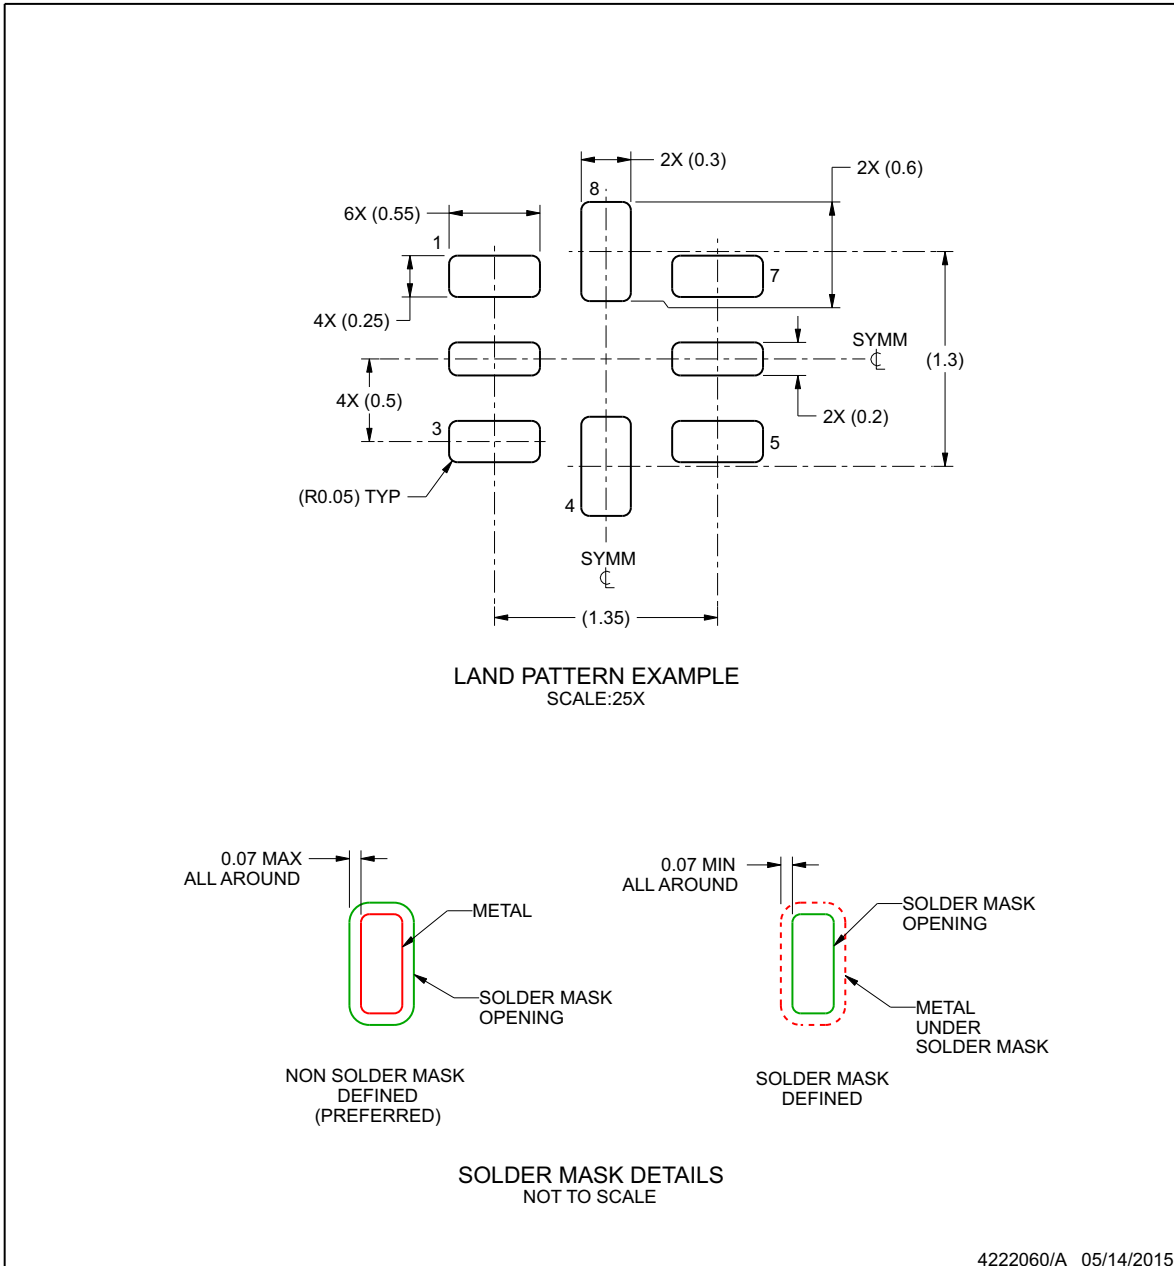 2X (0.3)
2X (0.6)
8
6X (0.55)
1
7
4X (0.25)
SYMM
℄
(1.3)
4X (0.5)
2X (0.2)
3
5
(R0.05) TYP
4
SYMM
℄
(1.35)
LAND PATTERN EXAMPLE
SCALE:25X
0.07 MAX
ALL AROUND
METAL
SOLDER MASK
OPENING
NON SOLDER MASK
DEFINED
(PREFERRED)
0.07 MIN
ALL AROUND
SOLDER MASK
OPENING
METAL
UNDER
SOLDER MASK
SOLDER MASK
DEFINED
SOLDER MASK DETAILS
NOT TO SCALE
4222060/A 05/14/2015